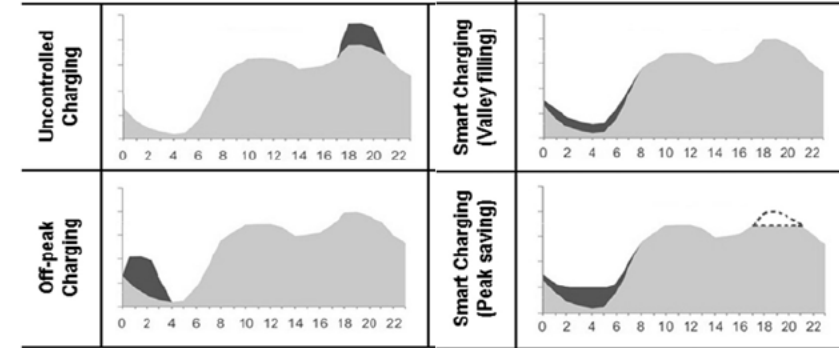 Uncontrolled
Charging
0 2 4 6 8 10 12 14 16 18 20 22
Smart Charging
(Valley filling)
0 2 4 6 8 10 12 14 16 18 20 22
Off-peak
Charging
0 2 4 6 8 10 12 14 16 18 20 22
Smart Charging
(Peak saving)
0 2 4 6 8 10 12 14 16 18 20 22